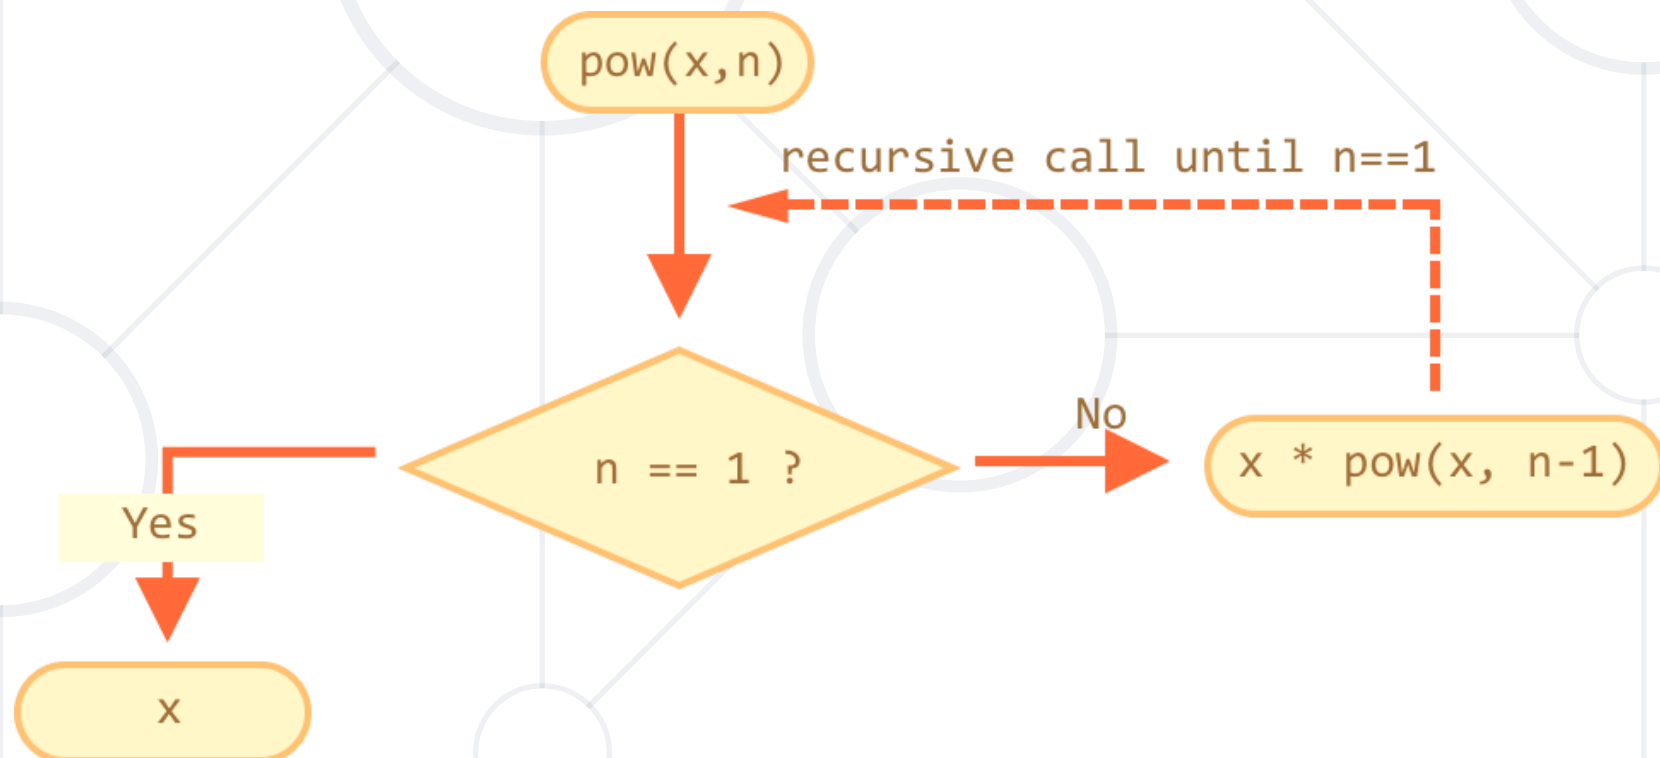 pow(x,n)
recursive call until n==1
No
n == 1 ?
x * pow(x, n-1)
Yes
x